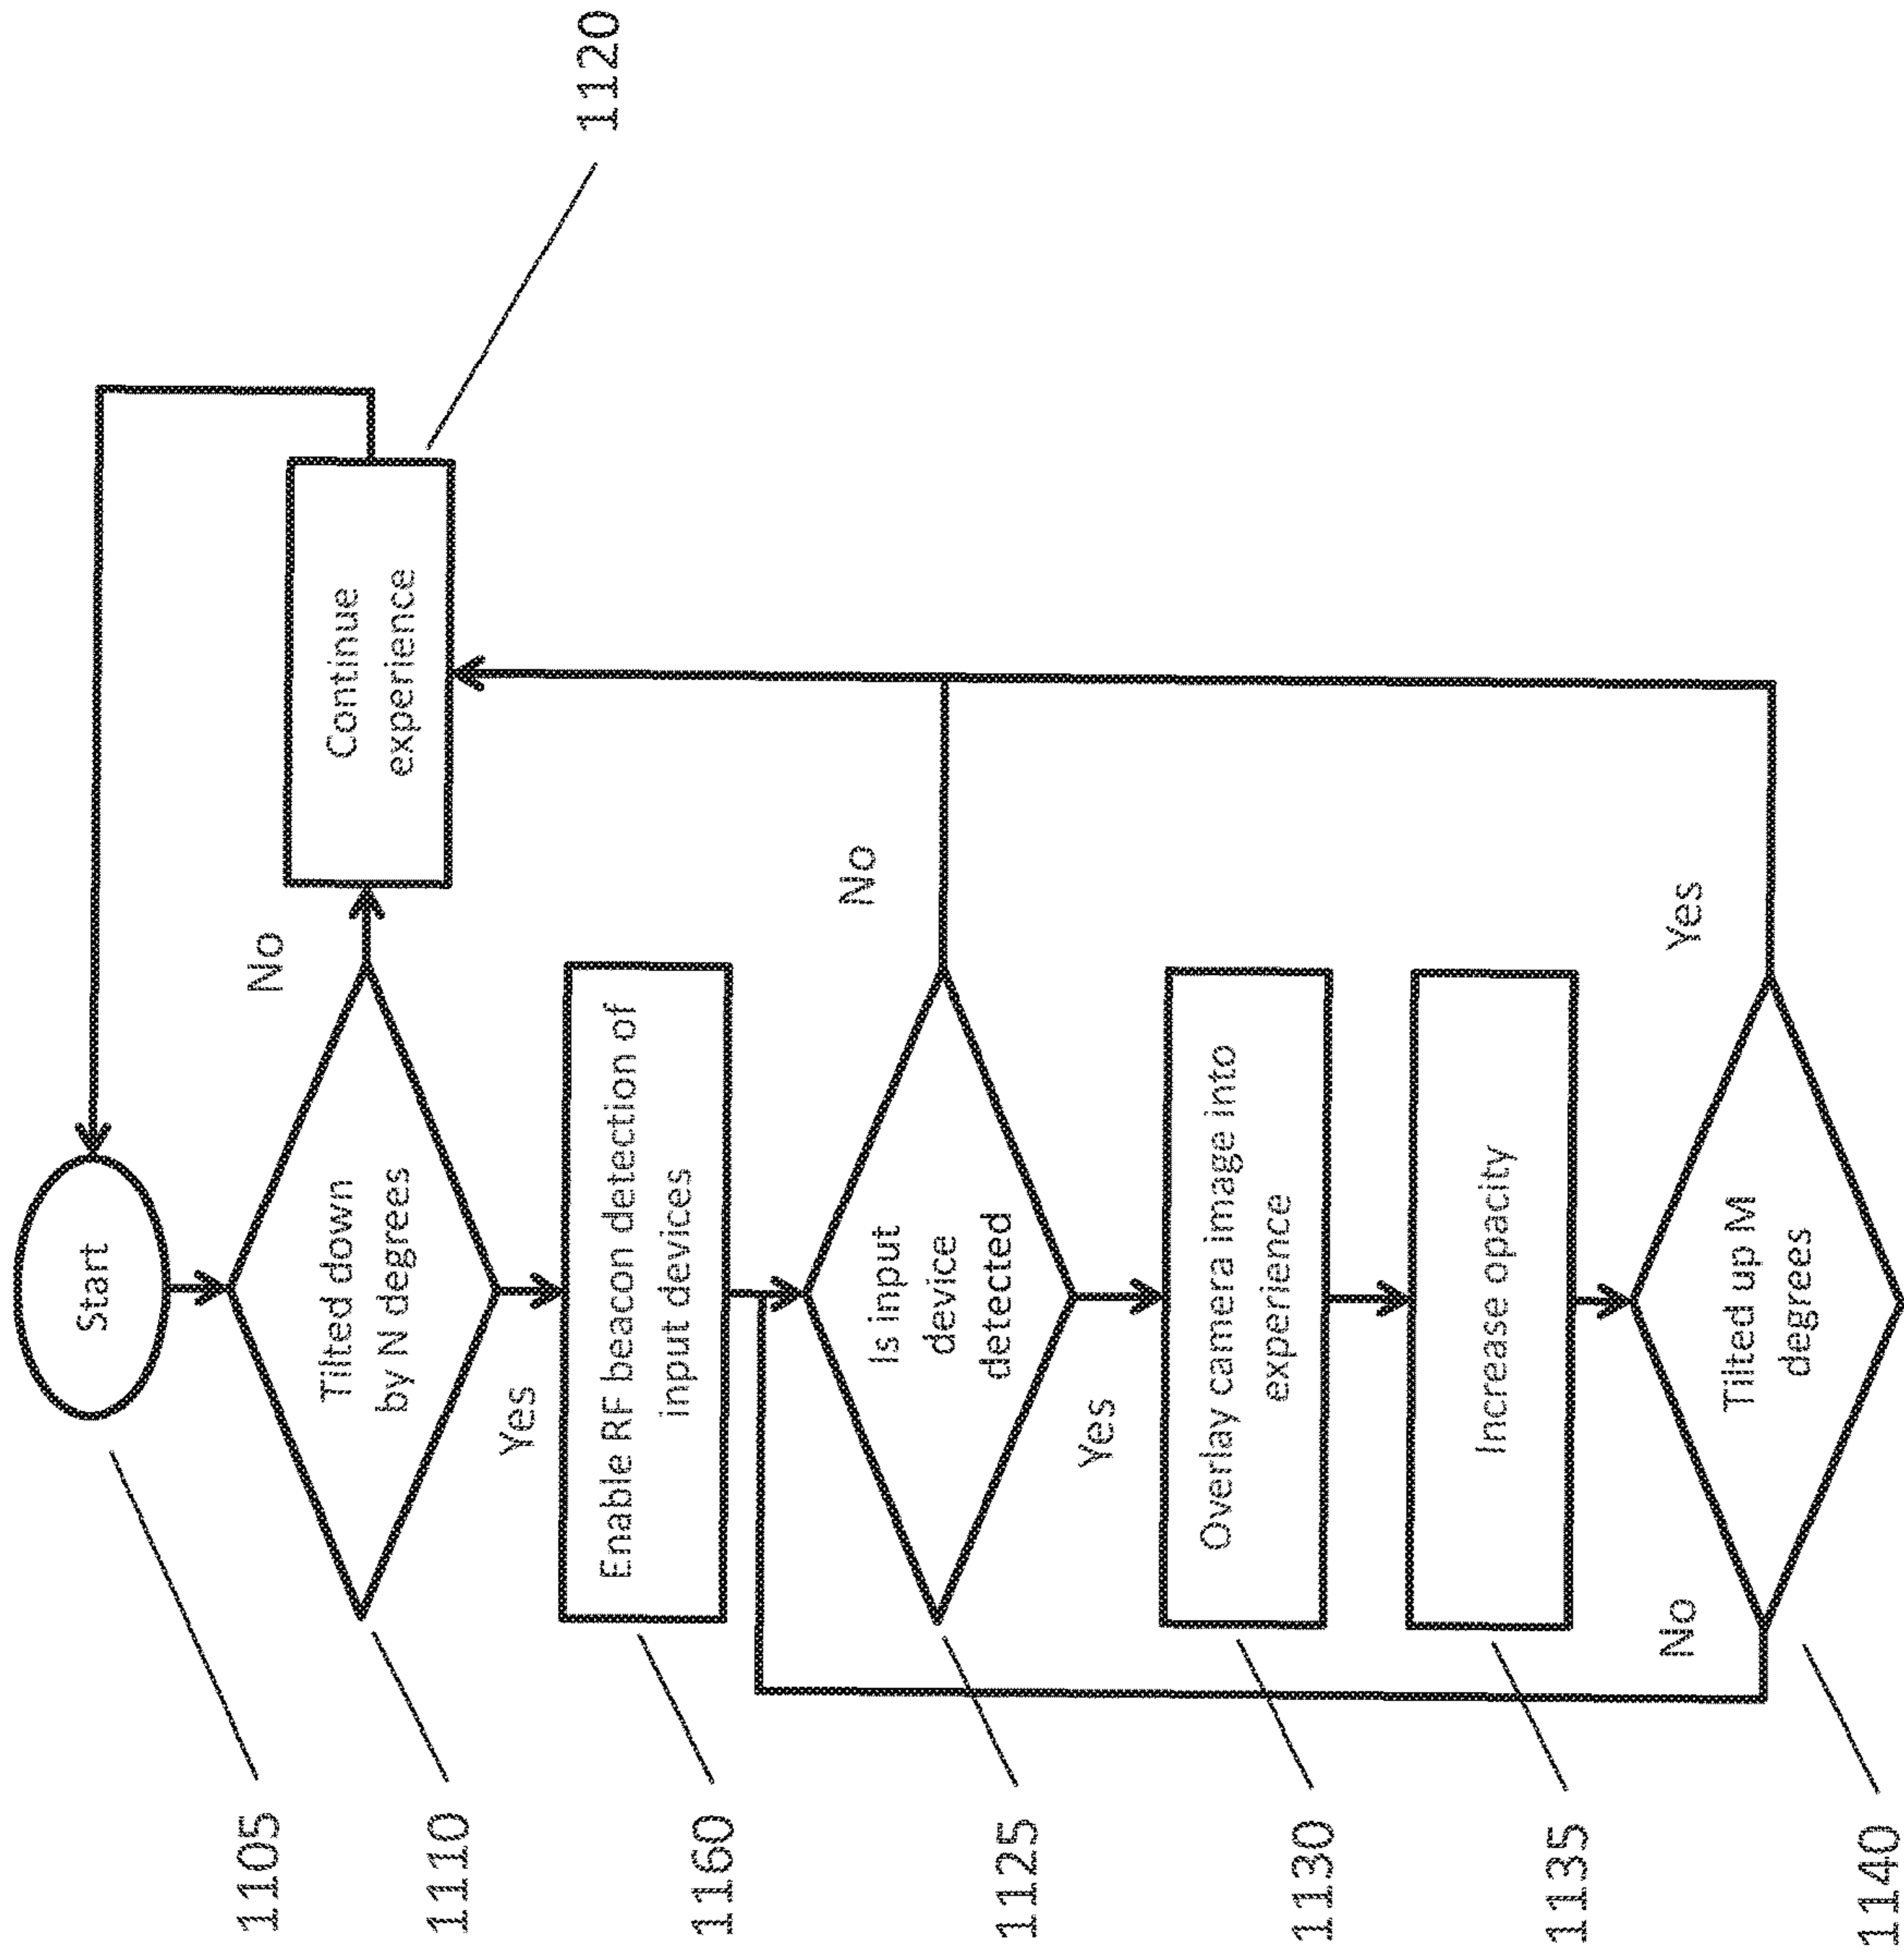 1105
Start
1110
Tilted down
by N degrees
No
Continue
experience
1120
Yes
1160
Enable RF beacon detection of
input devices
1125
Is input
device
detected
No
Yes
1130
Overlay camera image into
experience
1135
Increase opacity
1140
Tilted up M
degrees
No
Yes